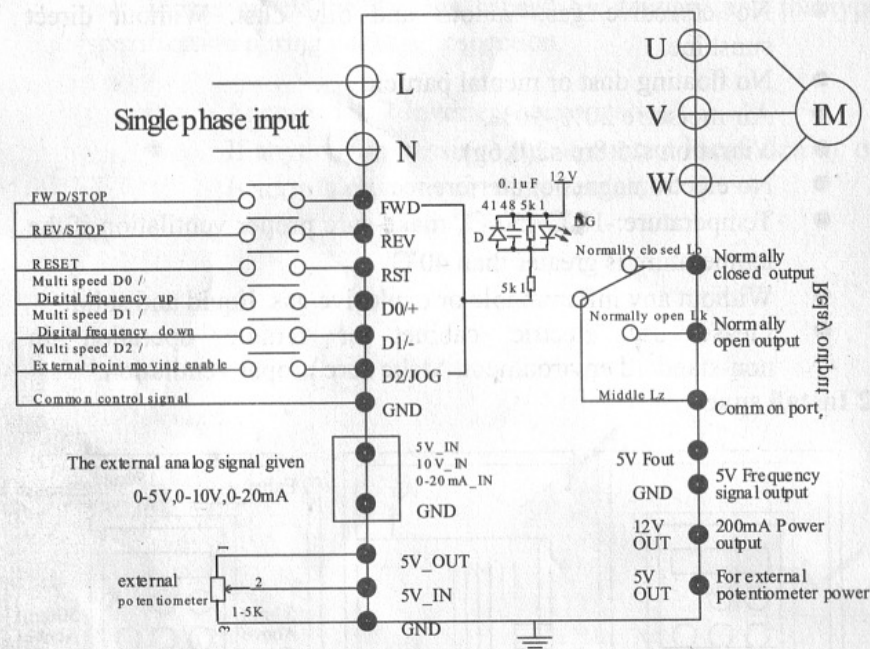 L
Single phase input
N
FWD/STOP
REV/STOP
RESET
Multi speed D0 /
Digital frequency up
Multi speed D1 /
Digital frequency down
Multi speed D2 /
External point moving enable
Common control signal
FWD
REV
RST
D0/+
D1/-
D2/JOG
GND
The external analog signal given
0-5V,0-10V,0-20mA
5V_IN
10V_IN
0-20mA_IN
GND
external
potentiometer
1
2
3
1-5K
5V_OUT
5V_IN
GND
U
V
W
IM
0.1uF 12V
4148 5k1
D
5k1
Normally closed Lb
Normally open Lk
Middle Lz
Normally
closed output
Normally
open output
Common port
Relay output
5V Fout
GND
5V Frequency
signal output
12V
OUT
200mA Power
output
5V
OUT
For external
potentiometer power